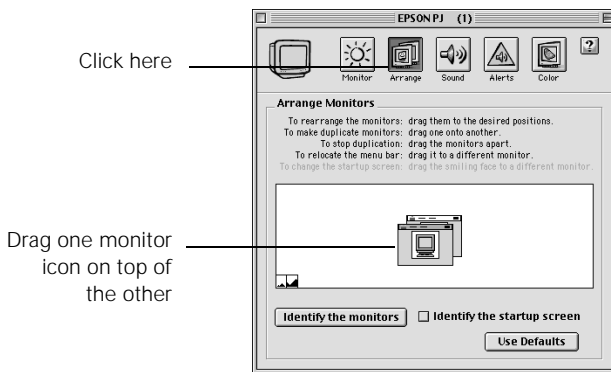 EPSON PJ (1)
Click here
Monitor Arrange Sound Alerts Color ?
Arrange Monitors
To rearrange the monitors: drag them to the desired positions.
To make duplicate monitors: drag one onto another.
To stop duplication: drag the monitors apart.
To relocate the menu bar: drag it to a different monitor.
To change the startup screen: drag the smiling face to a different monitor.
Drag one monitor
icon on top of
the other
Identify the monitors Identify the startup screen
Use Defaults